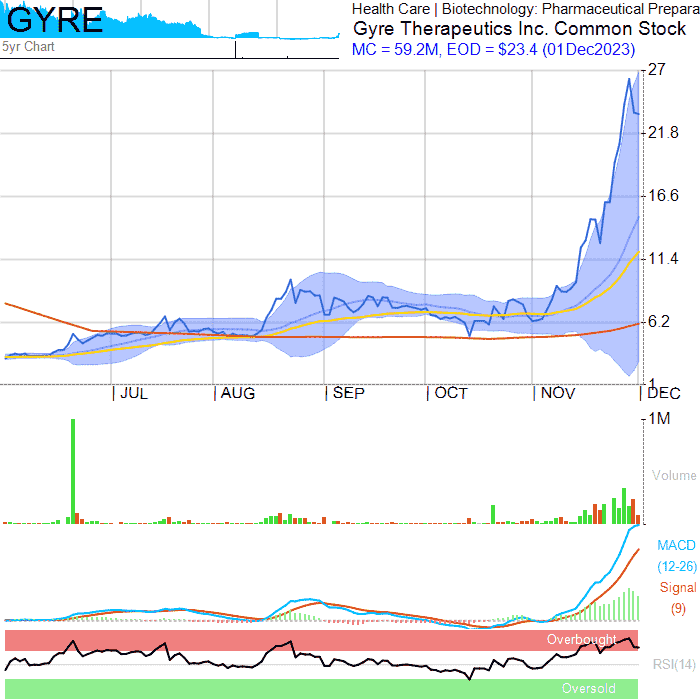 GYRE
5yr Chart
Health Care | Biotechnology: Pharmaceutical Prepara
Gyre Therapeutics Inc. Common Stock
MC = 59.2M, EOD = $23.4 (01Dec2023)
27
21.8
16.6
11.4
6.2
1
JUL
AUG
SEP
OCT
NOV
DEC
1M
Volume
MACD
(12-26)
Signal
(9)
Overbought
RSI(14)
Oversold